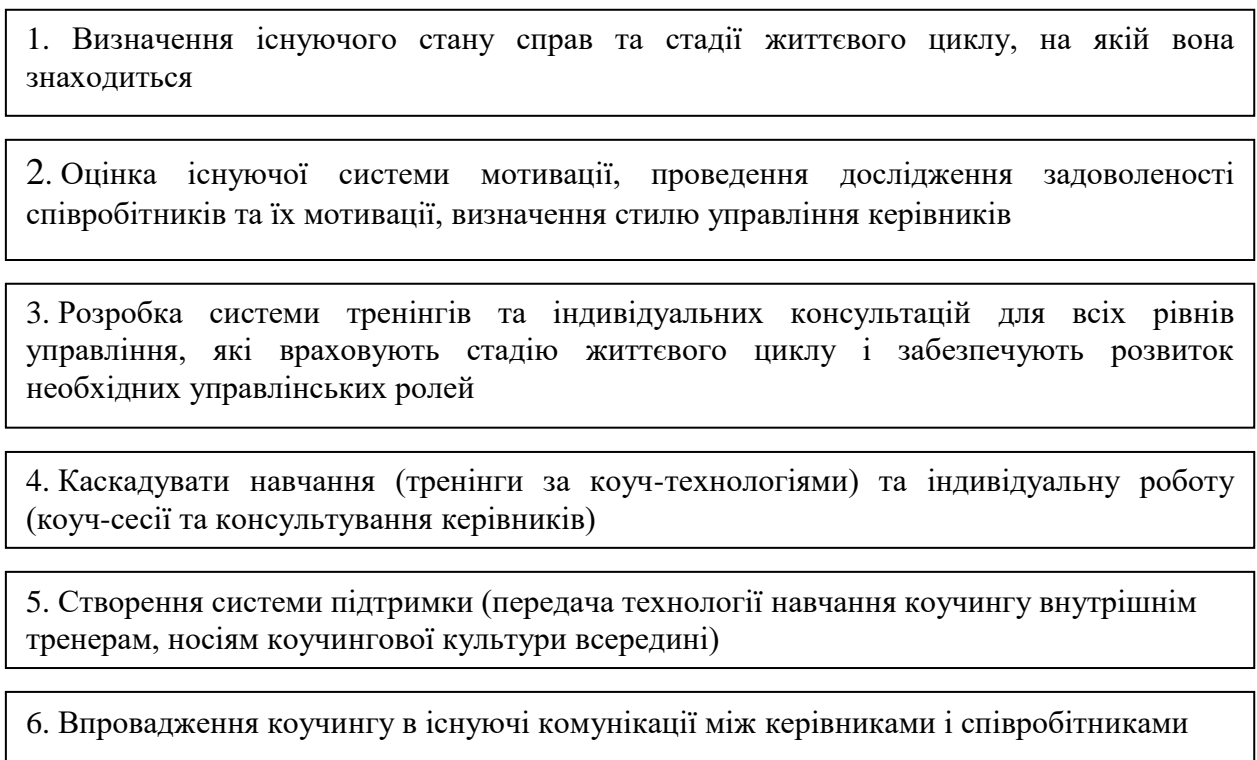 1. Визначення існуючого стану справ та стадії життєвого циклу, на якій вона
знаходиться
2. Оцінка існуючої системи мотивації, проведення дослідження задоволеності
співробітників та їх мотивації, визначення стилю управління керівників
3. Розробка системи тренінгів та індивідуальних консультацій для всіх рівнів
управління, які враховують стадію життєвого циклу і забезпечують розвиток
необхідних управлінських ролей
4. Каскадувати навчання (тренінги за коуч-технологіями) та індивідуальну роботу
(коуч-сесії та консультування керівників)
5. Створення системи підтримки (передача технології навчання коучингу внутрішнім
тренерам, носіям коучингової культури всередині)
6. Впровадження коучингу в існуючі комунікації між керівниками і співробітниками